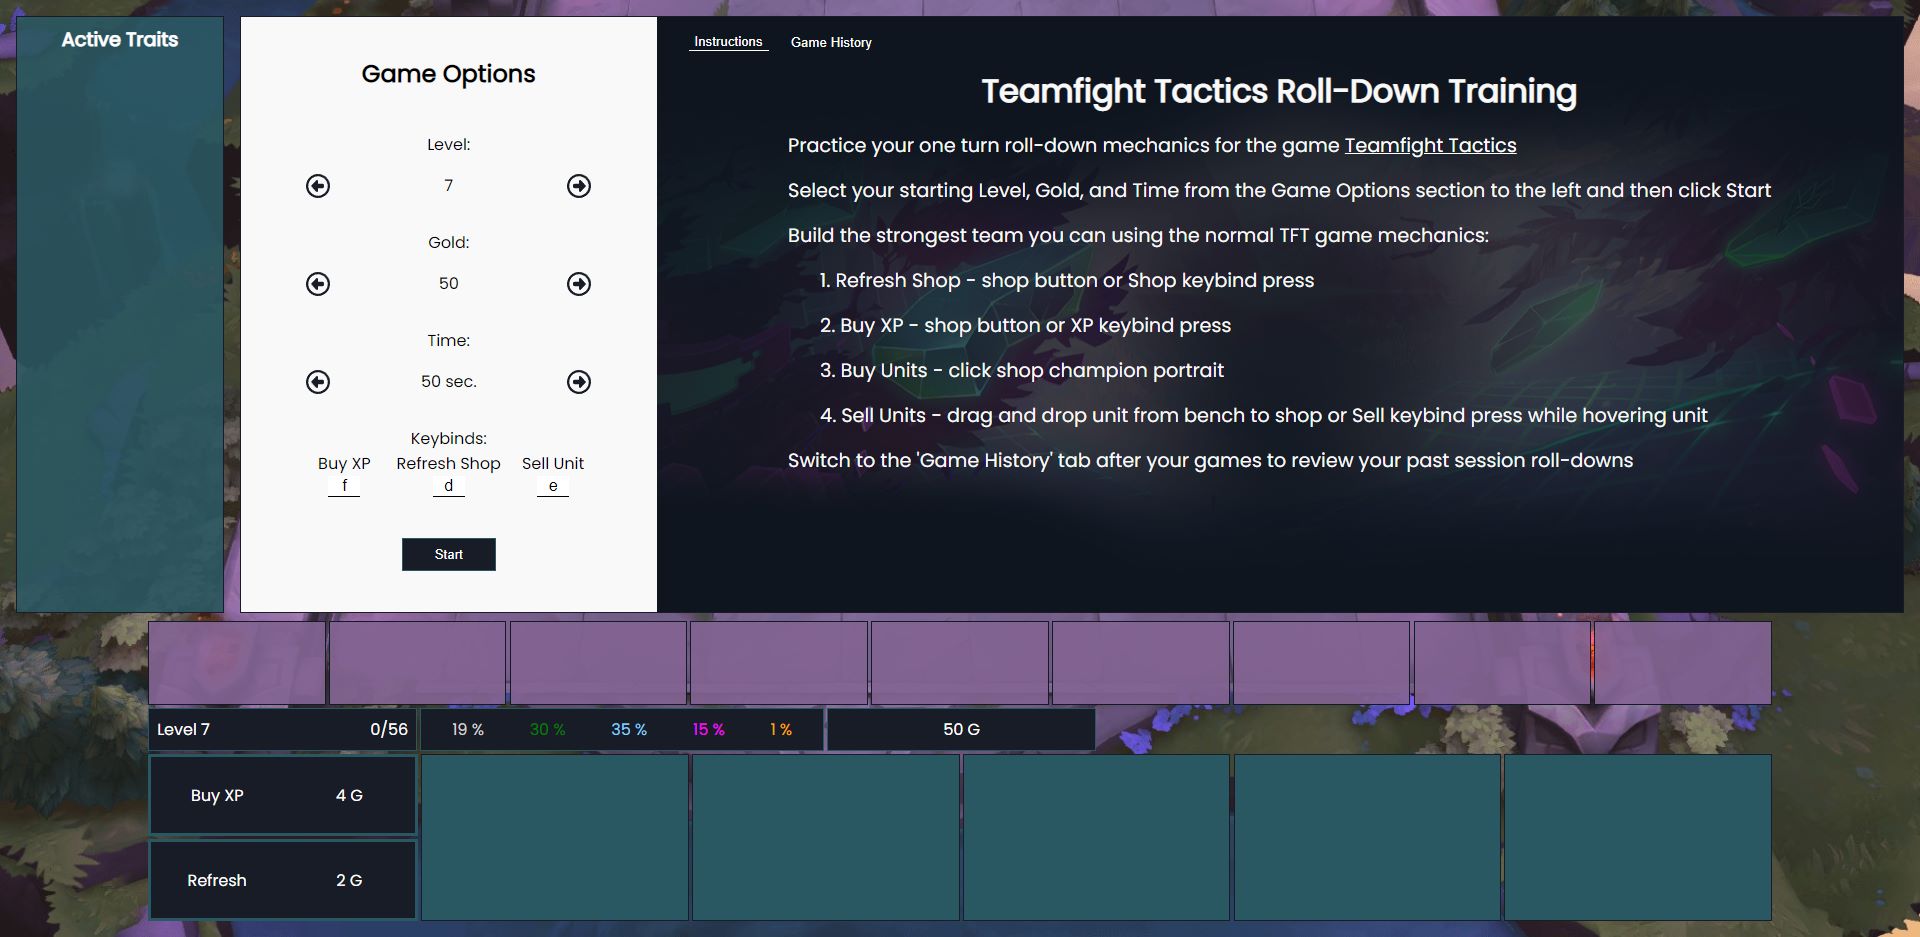 Active Traits
Game Options
Level:
7
Gold:
50
Time:
50 sec.
Keybinds:
Buy XP Refresh Shop Sell Unit
f d e
Start
Instructions Game History
Teamfight Tactics Roll-Down Training
Practice your one turn roll-down mechanics for the game Teamfight Tactics
Select your starting Level, Gold, and Time from the Game Options section to the left and then click Start
Build the strongest team you can using the normal TFT game mechanics:
1. Refresh Shop - shop button or Shop keybind press
2. Buy XP - shop button or XP keybind press
3. Buy Units - click shop champion portrait
4. Sell Units - drag and drop unit from bench to shop or Sell keybind press while hovering unit
Switch to the 'Game History' tab after your games to review your past session roll-downs
Level 7 0/56 19 % 30 % 35 % 15 % 1 % 50 G
Buy XP 4 G
Refresh 2 G